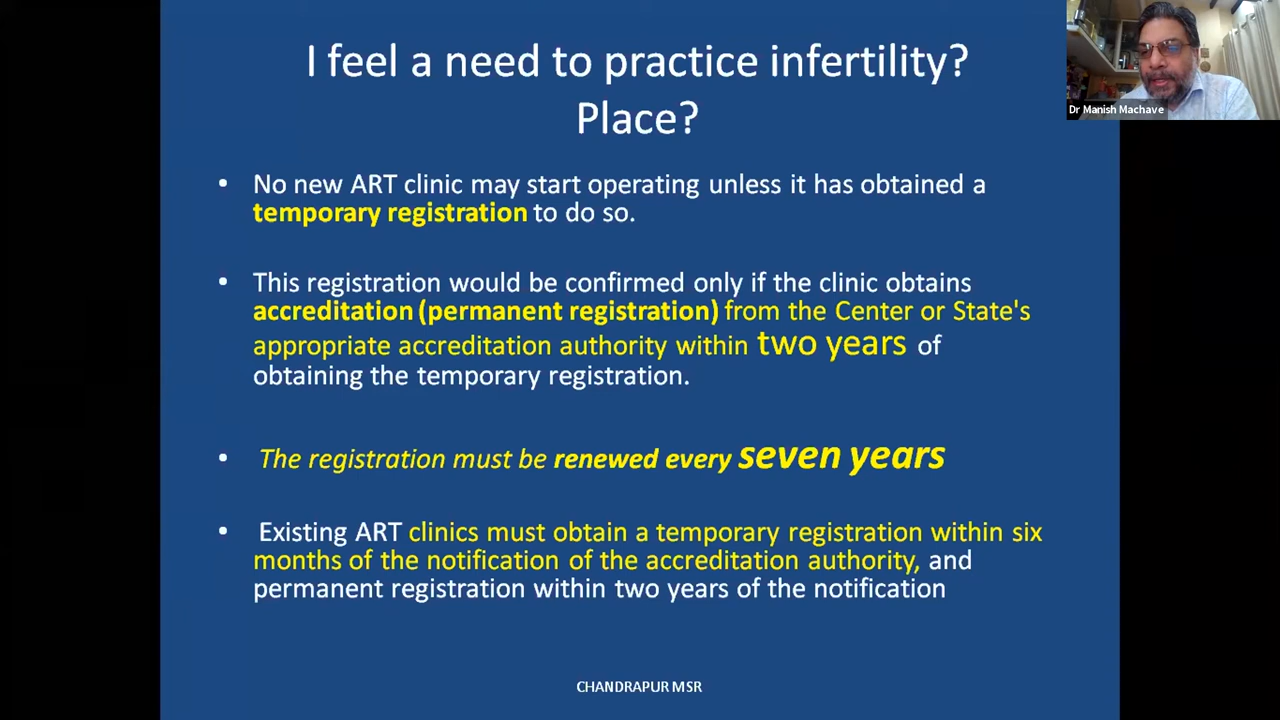 I feel a need to practice infertility?
Place?
Dr Manish Machave
• No new ART clinic may start operating unless it has obtained a
temporary registration to do so.
• This registration would be confirmed only if the clinic obtains
accreditation (permanent registration) from the Center or State's
appropriate accreditation authority within two years of
obtaining the temporary registration.
• The registration must be renewed every seven years
• Existing ART clinics must obtain a temporary registration within six
months of the notification of the accreditation authority, and
permanent registration within two years of the notification
CHANDRAPUR MSR